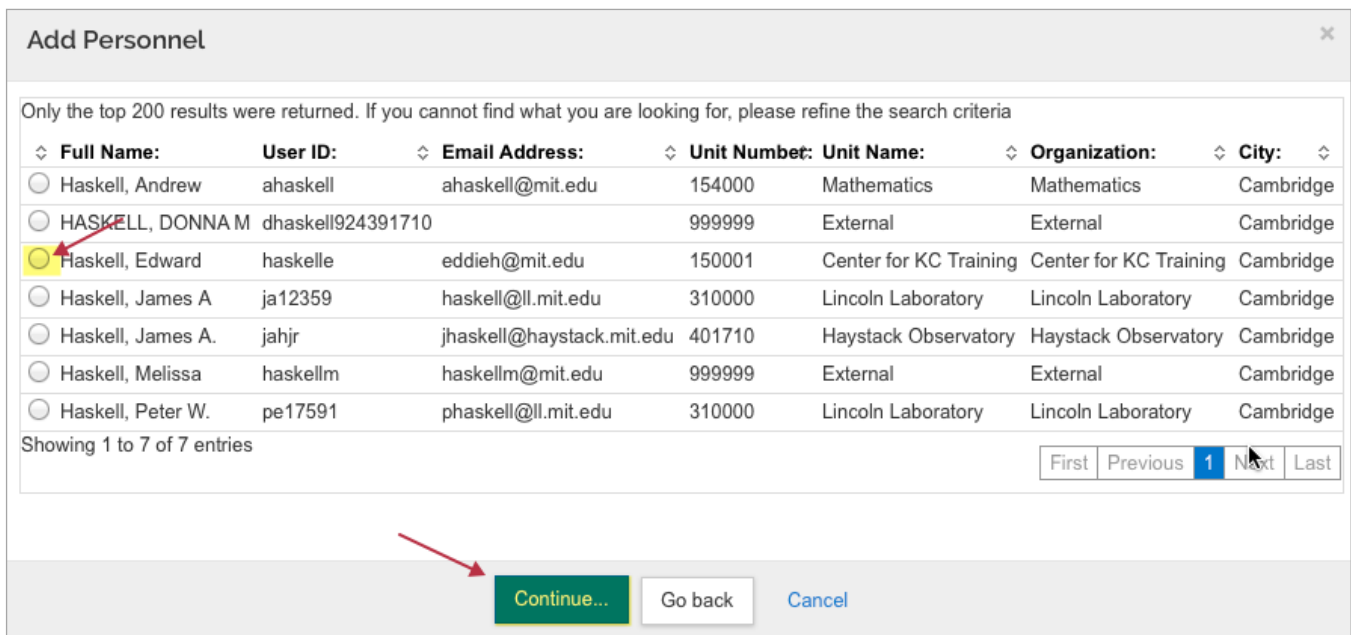 Add Personnel ×
Only the top 200 results were returned. If you cannot find what you are looking for, please refine the search criteria
Full Name: User ID: Email Address: Unit Number: Unit Name: Organization: City:
Haskell, Andrew ahaskell ahaskell@mit.edu 154000 Mathematics Mathematics Cambridge
HASKELL, DONNA M dhaskell924391710 999999 External External Cambridge
Haskell, Edward haskelle eddieh@mit.edu 150001 Center for KC Training Center for KC Training Cambridge
Haskell, James A ja12359 haskell@ll.mit.edu 310000 Lincoln Laboratory Lincoln Laboratory Cambridge
Haskell, James A. jahjr jhaskell@haystack.mit.edu 401710 Haystack Observatory Haystack Observatory Cambridge
Haskell, Melissa haskellm haskellm@mit.edu 999999 External External Cambridge
Haskell, Peter W. pe17591 phaskell@ll.mit.edu 310000 Lincoln Laboratory Lincoln Laboratory Cambridge
Showing 1 to 7 of 7 entries
First Previous 1 Next Last
Continue... Go back Cancel